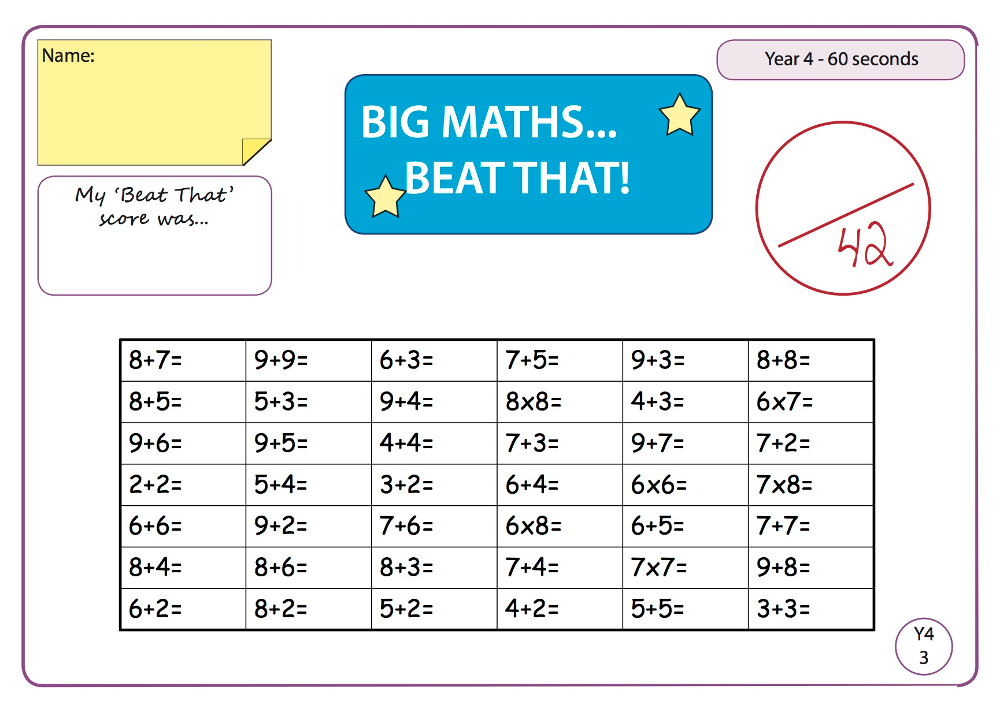 Name:
Year 4 - 60 seconds
BIG MATHS...
BEAT THAT!
My ‘Beat That’
score was...
42
8+7= 9+9= 6+3= 7+5= 9+3= 8+8=
8+5= 5+3= 9+4= 8x8= 4+3= 6x7=
9+6= 9+5= 4+4= 7+3= 9+7= 7+2=
2+2= 5+4= 3+2= 6+4= 6x6= 7x8=
6+6= 9+2= 7+6= 6x8= 6+5= 7+7=
8+4= 8+6= 8+3= 7+4= 7x7= 9+8=
6+2= 8+2= 5+2= 4+2= 5+5= 3+3=
Y4
3